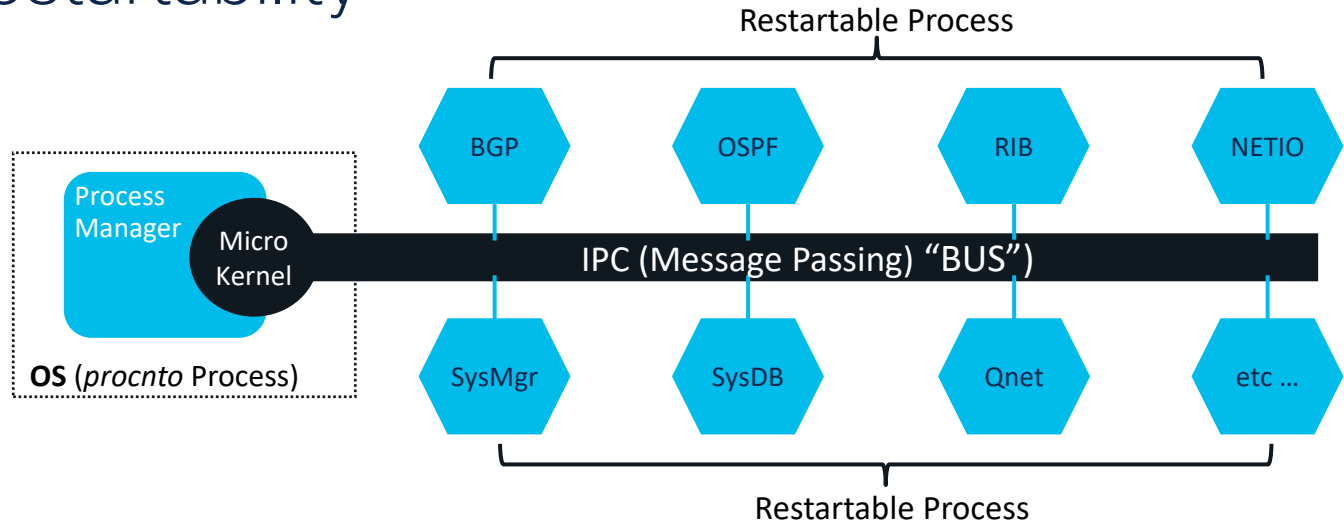 Restartable Process
BGP
OSPF
RIB
NETIO
Process
Manager
Micro
Kernel
IPC (Message Passing) “BUS”)
OS (procnto Process)
SysMgr
SysDB
Qnet
etc ...
Restartable Process